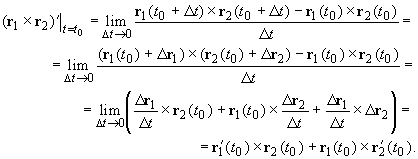 (r₁ × r₂)′|ₜ₌ₜ₀ = lim_{Δt→0} (r₁(t₀ + Δt) × r₂(t₀ + Δt) − r₁(t₀) × r₂(t₀)) / Δt =
= lim_{Δt→0} ((r₁(t₀) + Δr₁) × (r₂(t₀) + Δr₂) − r₁(t₀) × r₂(t₀)) / Δt =
= lim_{Δt→0} (Δr₁/Δt × r₂(t₀) + r₁(t₀) × Δr₂/Δt + Δr₁/Δt × Δr₂) =
= r₁′(t₀) × r₂(t₀) + r₁(t₀) × r₂′(t₀).